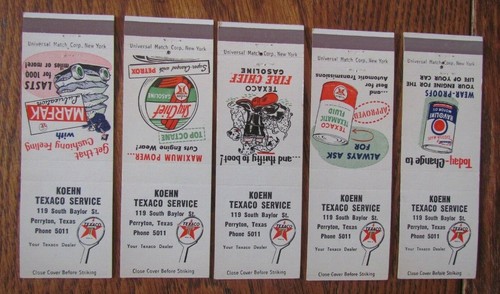 Universal Match Corp., New York
LASTS
for 1000
miles or more!
MARFAK
Lubrication
Get that
Cushiony Feeling
with
KOEHN
TEXACO SERVICE
119 South Baylor St.
Perryton, Texas
Phone 5011
Your Texaco Dealer
Close Cover Before Striking
Universal Match Corp., New York
Super-Charged with
PETROX
Sky Chief
GASOLINE
TOP OCTANE
MAXIMUM POWER...
Cuts Engine Wear!
KOEHN
TEXACO SERVICE
119 South Baylor St.
Perryton, Texas
Phone 5011
Your Texaco Dealer
Close Cover Before Striking
Universal Match Corp., New York
TEXACO
FIRE CHIEF
GASOLINE
...and thrifty to boot!
KOEHN
TEXACO SERVICE
119 South Baylor St.
Perryton, Texas
Phone 5011
Your Texaco Dealer
Close Cover Before Striking
Universal Match Corp., New York
...and
Best for
Automatic Transmissions
APPROVED
TEXACO
TEXAMATIC
FLUID
ALWAYS ASK
FOR
KOEHN
TEXACO SERVICE
119 South Baylor St.
Perryton, Texas
Phone 5011
Your Texaco Dealer
Close Cover Before Striking
Universal Match Corp., New York
WEAR-PROOFS
YOUR ENGINE FOR THE
LIFE OF YOUR CAR
HAVOLINE
Today-Change to
KOEHN
TEXACO SERVICE
119 South Baylor St.
Perryton, Texas
Phone 5011
Your Texaco Dealer
Close Cover Before Striking